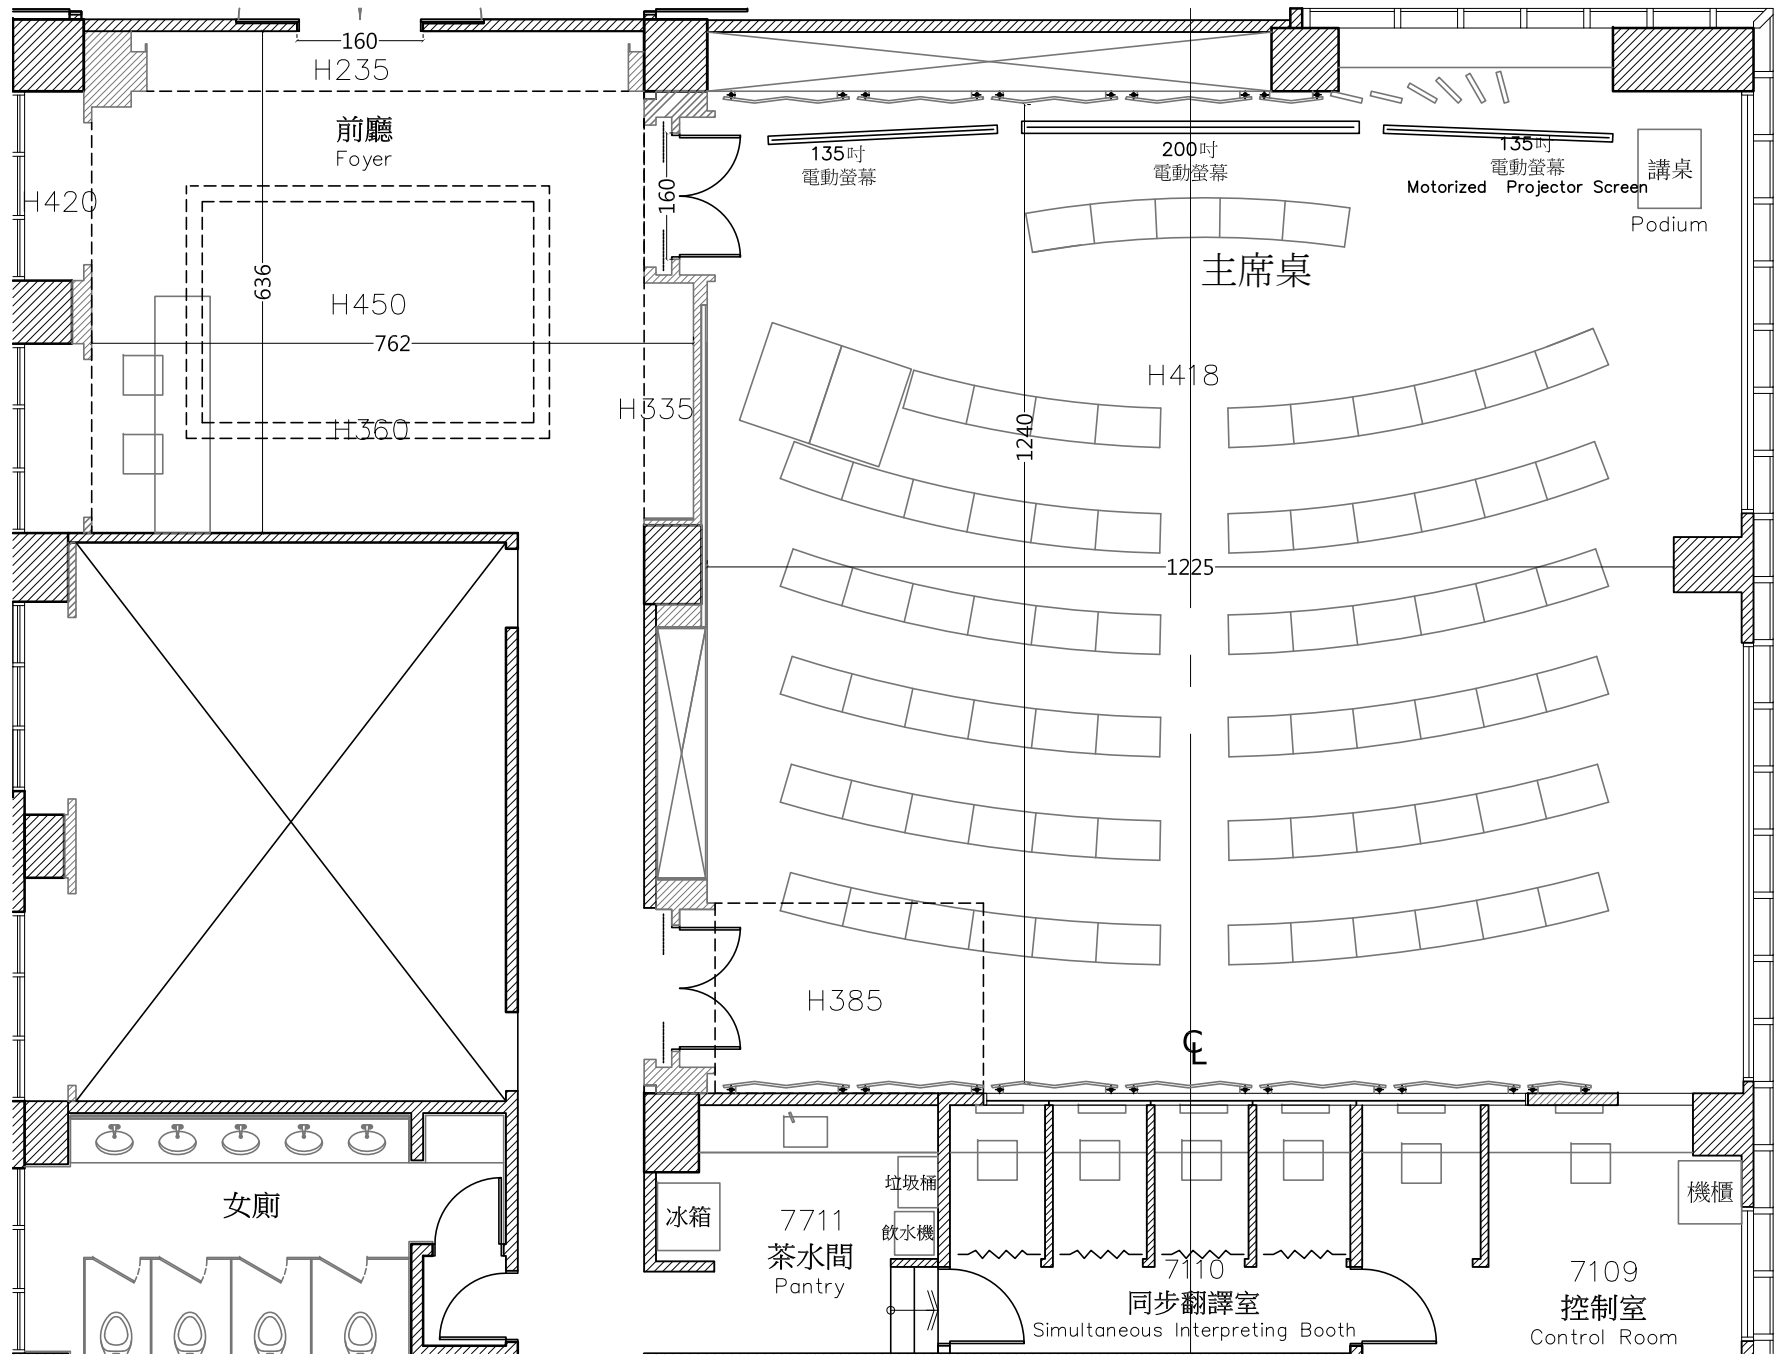 160
H235
前廳
Foyer
H420
636
H450
762
H360
H335
160
135吋
電動螢幕
200吋
電動螢幕
135吋
電動螢幕
Motorized Projector Screen
講桌
Podium
主席桌
H418
1240
1225
H385
CL
女廁
冰箱
垃圾桶
飲水機
7711
茶水間
Pantry
7110
同步翻譯室
Simultaneous Interpreting Booth
機櫃
7109
控制室
Control Room